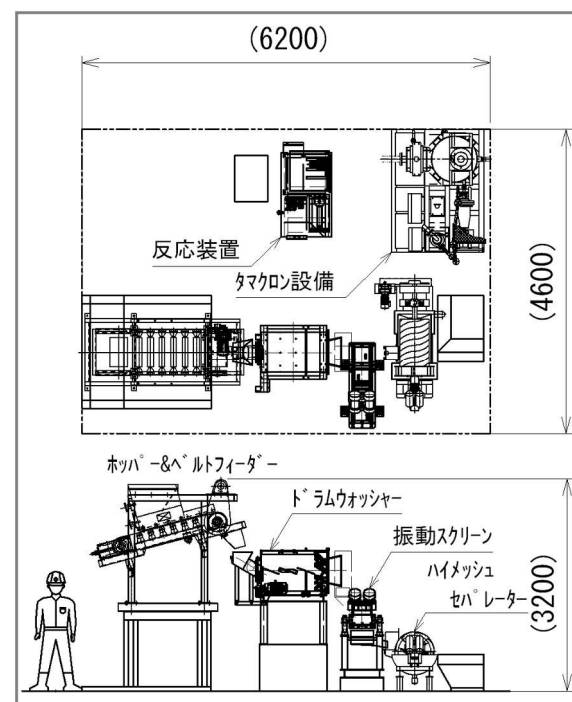 (6200)
反応装置
ﾀﾏｸﾛﾝ設備
(4600)
ﾎｯﾊﾟｰ&ﾍﾞﾙﾄﾌｨｰﾀﾞｰ
ﾄﾞﾗﾑｳｫｯｼｬｰ
振動ｽｸﾘｰﾝ
ﾊｲﾒｯｼｭ
ｾﾊﾟﾚｰﾀｰ
(3200)